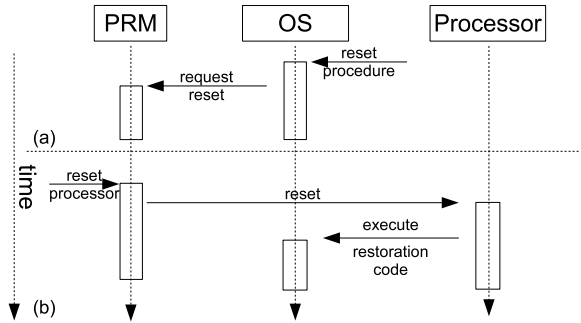 PRM
OS
Processor
reset
procedure
request
reset
(a)
time
reset
processor
reset
execute
restoration
code
(b)